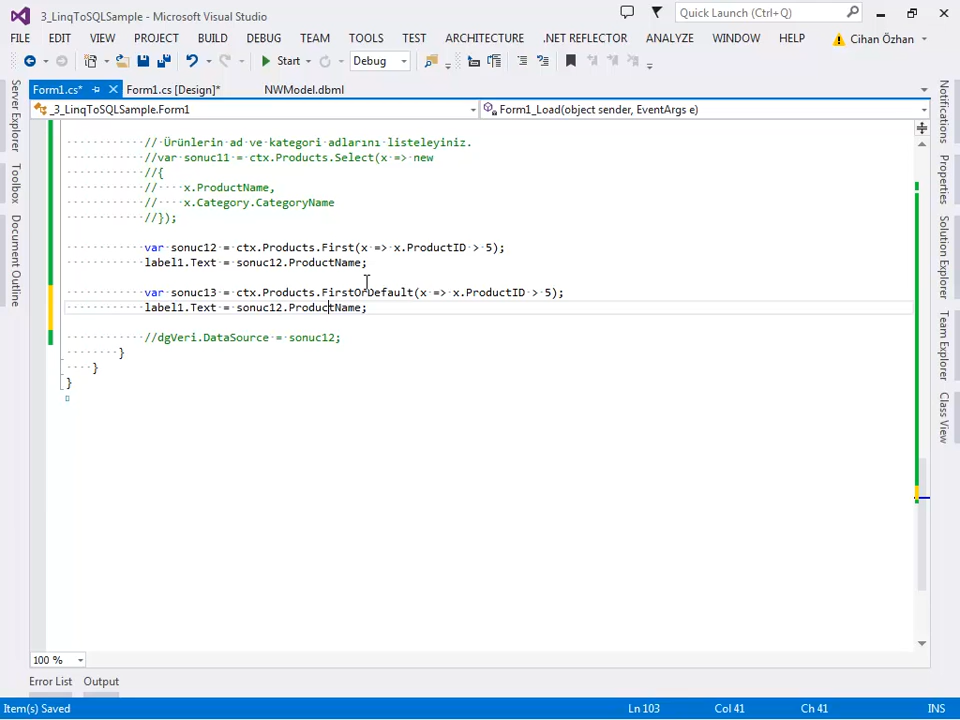 3_LinqToSQLSample - Microsoft Visual Studio
Quick Launch (Ctrl+Q)
FILE EDIT VIEW PROJECT BUILD DEBUG TEAM TOOLS TEST ARCHITECTURE .NET REFLECTOR ANALYZE WINDOW HELP Cihan Özhan
Start Debug
Form1.cs* Form1.cs [Design]* NWModel.dbml
_3_LinqToSQLSample.Form1 Form1_Load(object sender, EventArgs e)
// Ürünlerin ad ve kategori adlarını listeleyiniz.
//var sonuc11 = ctx.Products.Select(x => new
//{
//    x.ProductName,
//    x.Category.CategoryName
//});
var sonuc12 = ctx.Products.First(x => x.ProductID > 5);
label1.Text = sonuc12.ProductName;
var sonuc13 = ctx.Products.FirstOrDefault(x => x.ProductID > 5);
label1.Text = sonuc12.ProductName;
//dgVeri.DataSource = sonuc12;
}
}
}
Server Explorer
Toolbox
Document Outline
Notifications
Properties
Solution Explorer
Team Explorer
Class View
100 %
Error List Output
Item(s) Saved Ln 103 Col 41 Ch 41 INS